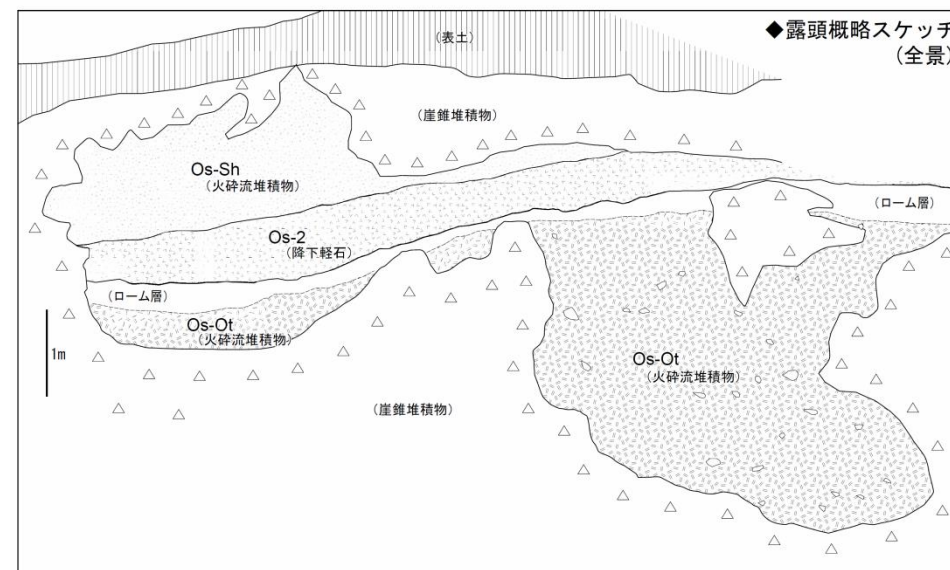 ◆露頭概略スケッチ
(全景)
(表土)
(崖錐堆積物)
Os-Sh
(火砕流堆積物)
(ローム層)
Os-2
(降下軽石)
(ローム層)
Os-Ot
(火砕流堆積物)
1m
Os-Ot
(火砕流堆積物)
(崖錐堆積物)